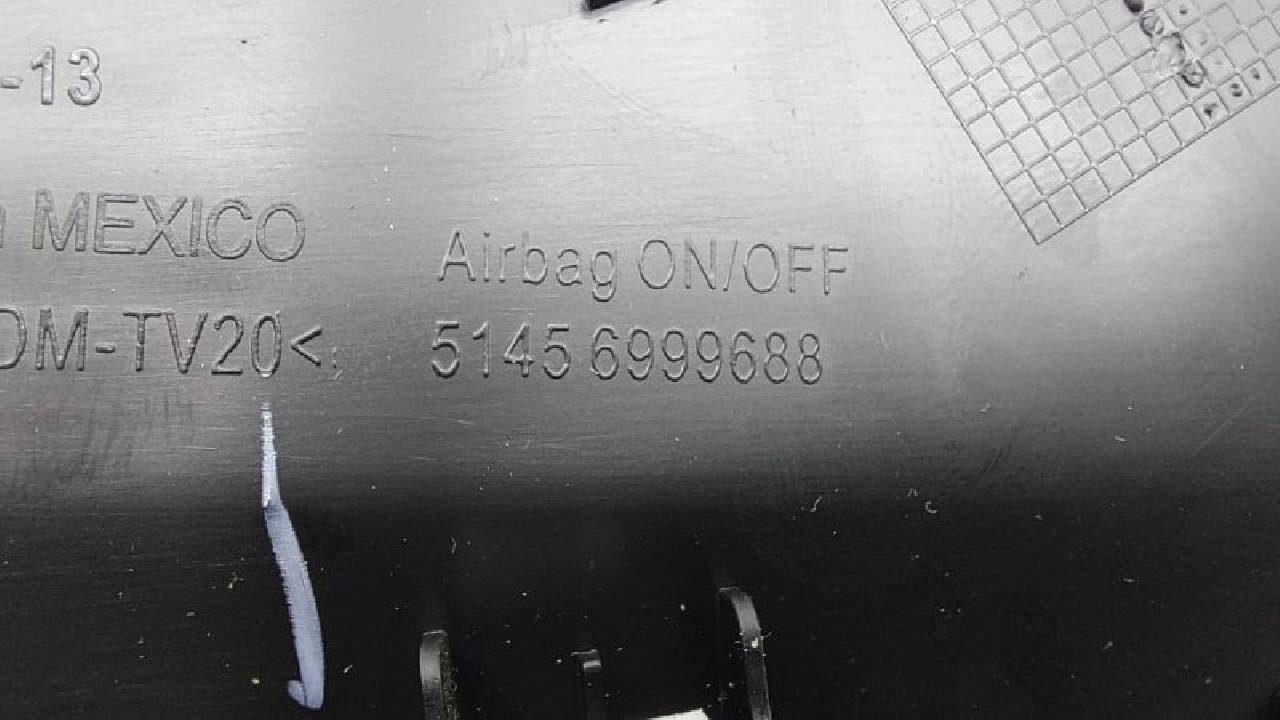 -13
MEXICO
DM-TV20<
Airbag ON/OFF
5145 6999688